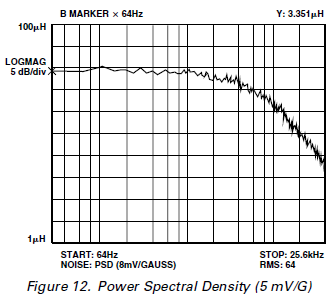 B MARKER × 64Hz Y: 3.351µH
100µH
LOGMAG
5 dB/div
1µH
START: 64Hz STOP: 25.6kHz
NOISE: PSD (8mV/GAUSS) RMS: 64
Figure 12. Power Spectral Density (5 mV/G)